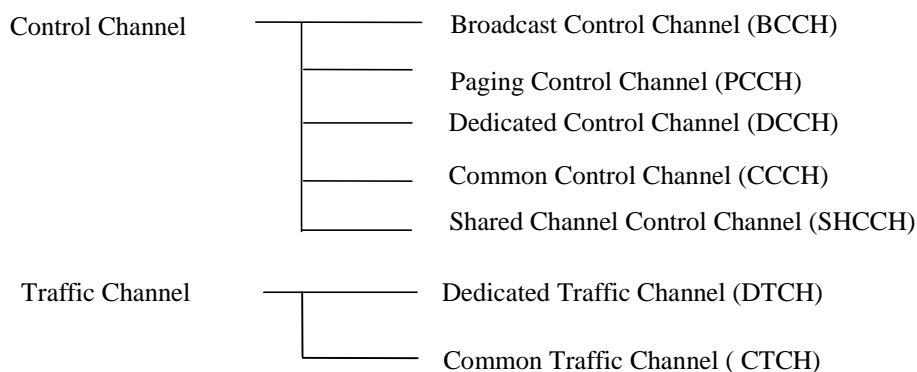 Control Channel Broadcast Control Channel (BCCH)
Paging Control Channel (PCCH)
Dedicated Control Channel (DCCH)
Common Control Channel (CCCH)
Shared Channel Control Channel (SHCCH)
Traffic Channel Dedicated Traffic Channel (DTCH)
Common Traffic Channel ( CTCH)